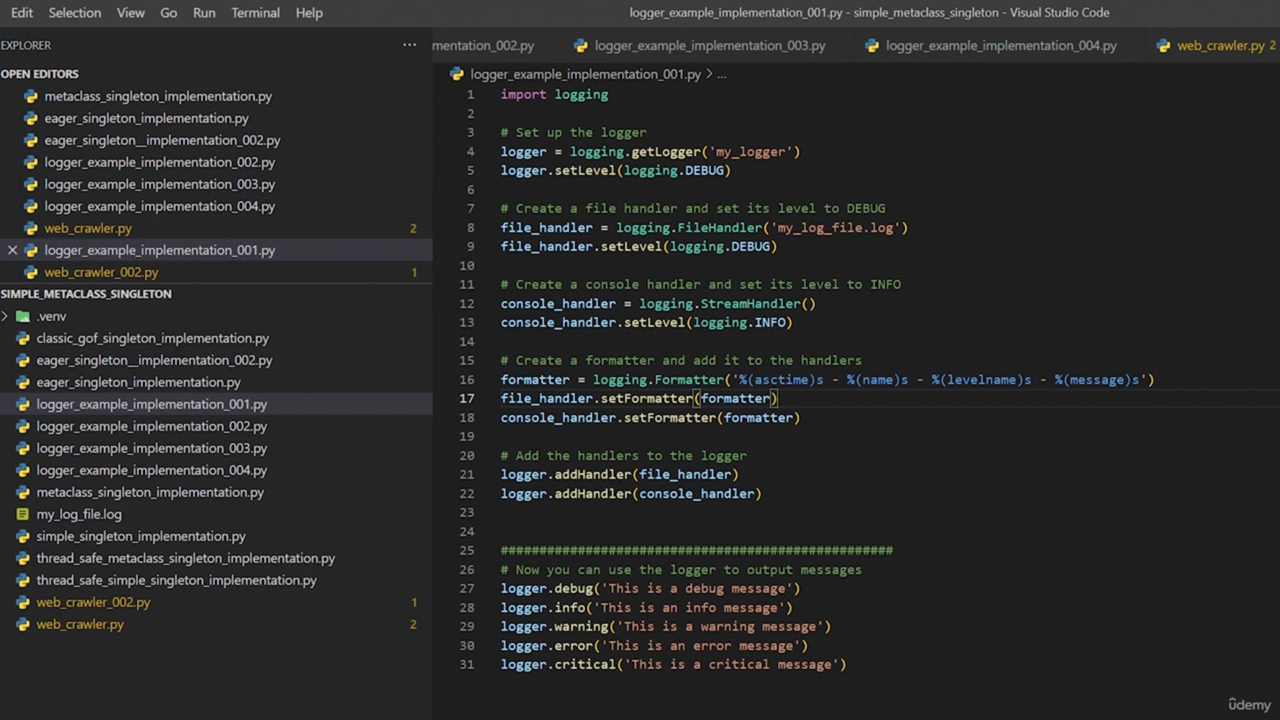 Edit Selection View Go Run Terminal Help logger_example_implementation_001.py - simple_metaclass_singleton - Visual Studio Code
EXPLORER ···
OPEN EDITORS
metaclass_singleton_implementation.py
eager_singleton_implementation.py
eager_singleton__implementation_002.py
logger_example_implementation_002.py
logger_example_implementation_003.py
logger_example_implementation_004.py
web_crawler.py 2
logger_example_implementation_001.py
web_crawler_002.py 1
SIMPLE_METACLASS_SINGLETON
.venv
classic_gof_singleton_implementation.py
eager_singleton__implementation_002.py
eager_singleton_implementation.py
logger_example_implementation_001.py
logger_example_implementation_002.py
logger_example_implementation_003.py
logger_example_implementation_004.py
metaclass_singleton_implementation.py
my_log_file.log
simple_singleton_implementation.py
thread_safe_metaclass_singleton_implementation.py
thread_safe_simple_singleton_implementation.py
web_crawler_002.py 1
web_crawler.py 2
mentation_002.py logger_example_implementation_003.py logger_example_implementation_004.py web_crawler.py 2
logger_example_implementation_001.py > ...
1 import logging
2
3 # Set up the logger
4 logger = logging.getLogger('my_logger')
5 logger.setLevel(logging.DEBUG)
6
7 # Create a file handler and set its level to DEBUG
8 file_handler = logging.FileHandler('my_log_file.log')
9 file_handler.setLevel(logging.DEBUG)
10
11 # Create a console handler and set its level to INFO
12 console_handler = logging.StreamHandler()
13 console_handler.setLevel(logging.INFO)
14
15 # Create a formatter and add it to the handlers
16 formatter = logging.Formatter('%(asctime)s - %(name)s - %(levelname)s - %(message)s')
17 file_handler.setFormatter(formatter)
18 console_handler.setFormatter(formatter)
19
20 # Add the handlers to the logger
21 logger.addHandler(file_handler)
22 logger.addHandler(console_handler)
23
24
25 ###################################################
26 # Now you can use the logger to output messages
27 logger.debug('This is a debug message')
28 logger.info('This is an info message')
29 logger.warning('This is a warning message')
30 logger.error('This is an error message')
31 logger.critical('This is a critical message')
ûdemy